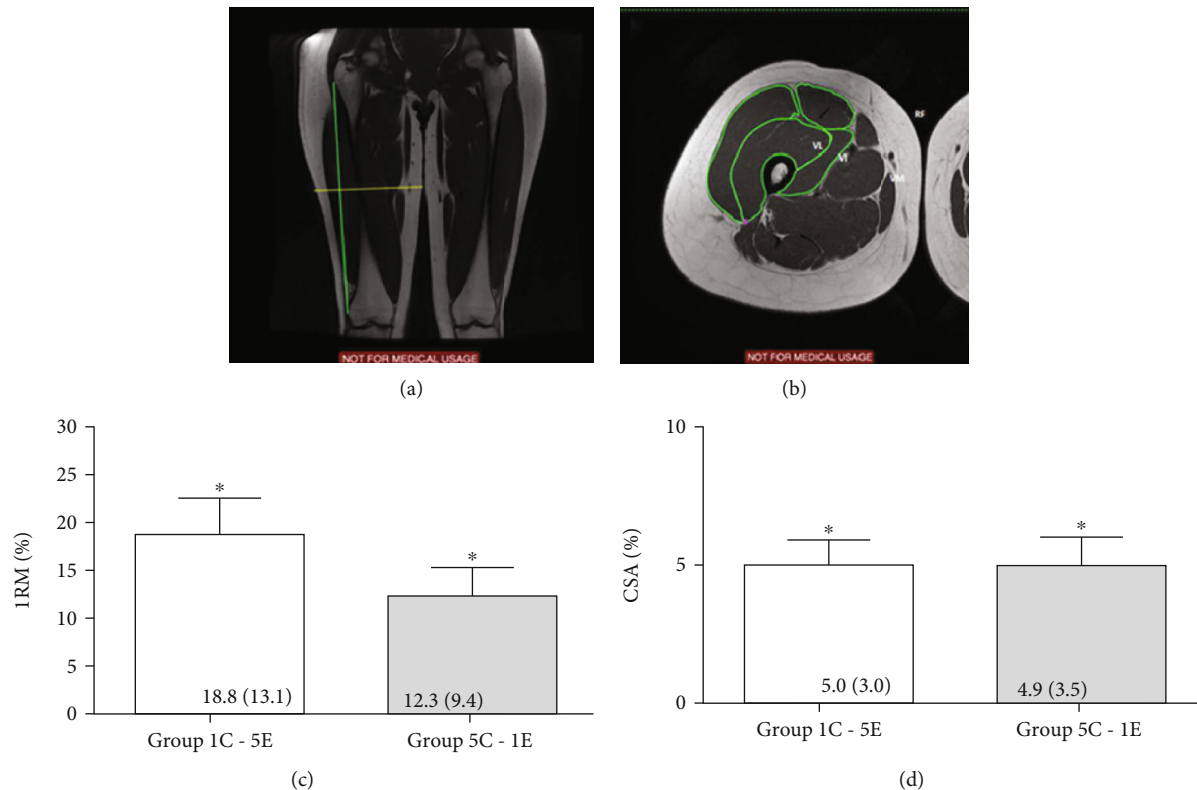 RF
VL
VI
VM
NOT FOR MEDICAL USAGE
NOT FOR MEDICAL USAGE
(a)
(b)
30
25
20
15
10
5
0
1RM (%)
*
*
18.8 (13.1)
12.3 (9.4)
Group 1C - 5E
Group 5C - 1E
(c)
10
5
0
CSA (%)
*
*
5.0 (3.0)
4.9 (3.5)
Group 1C - 5E
Group 5C - 1E
(d)